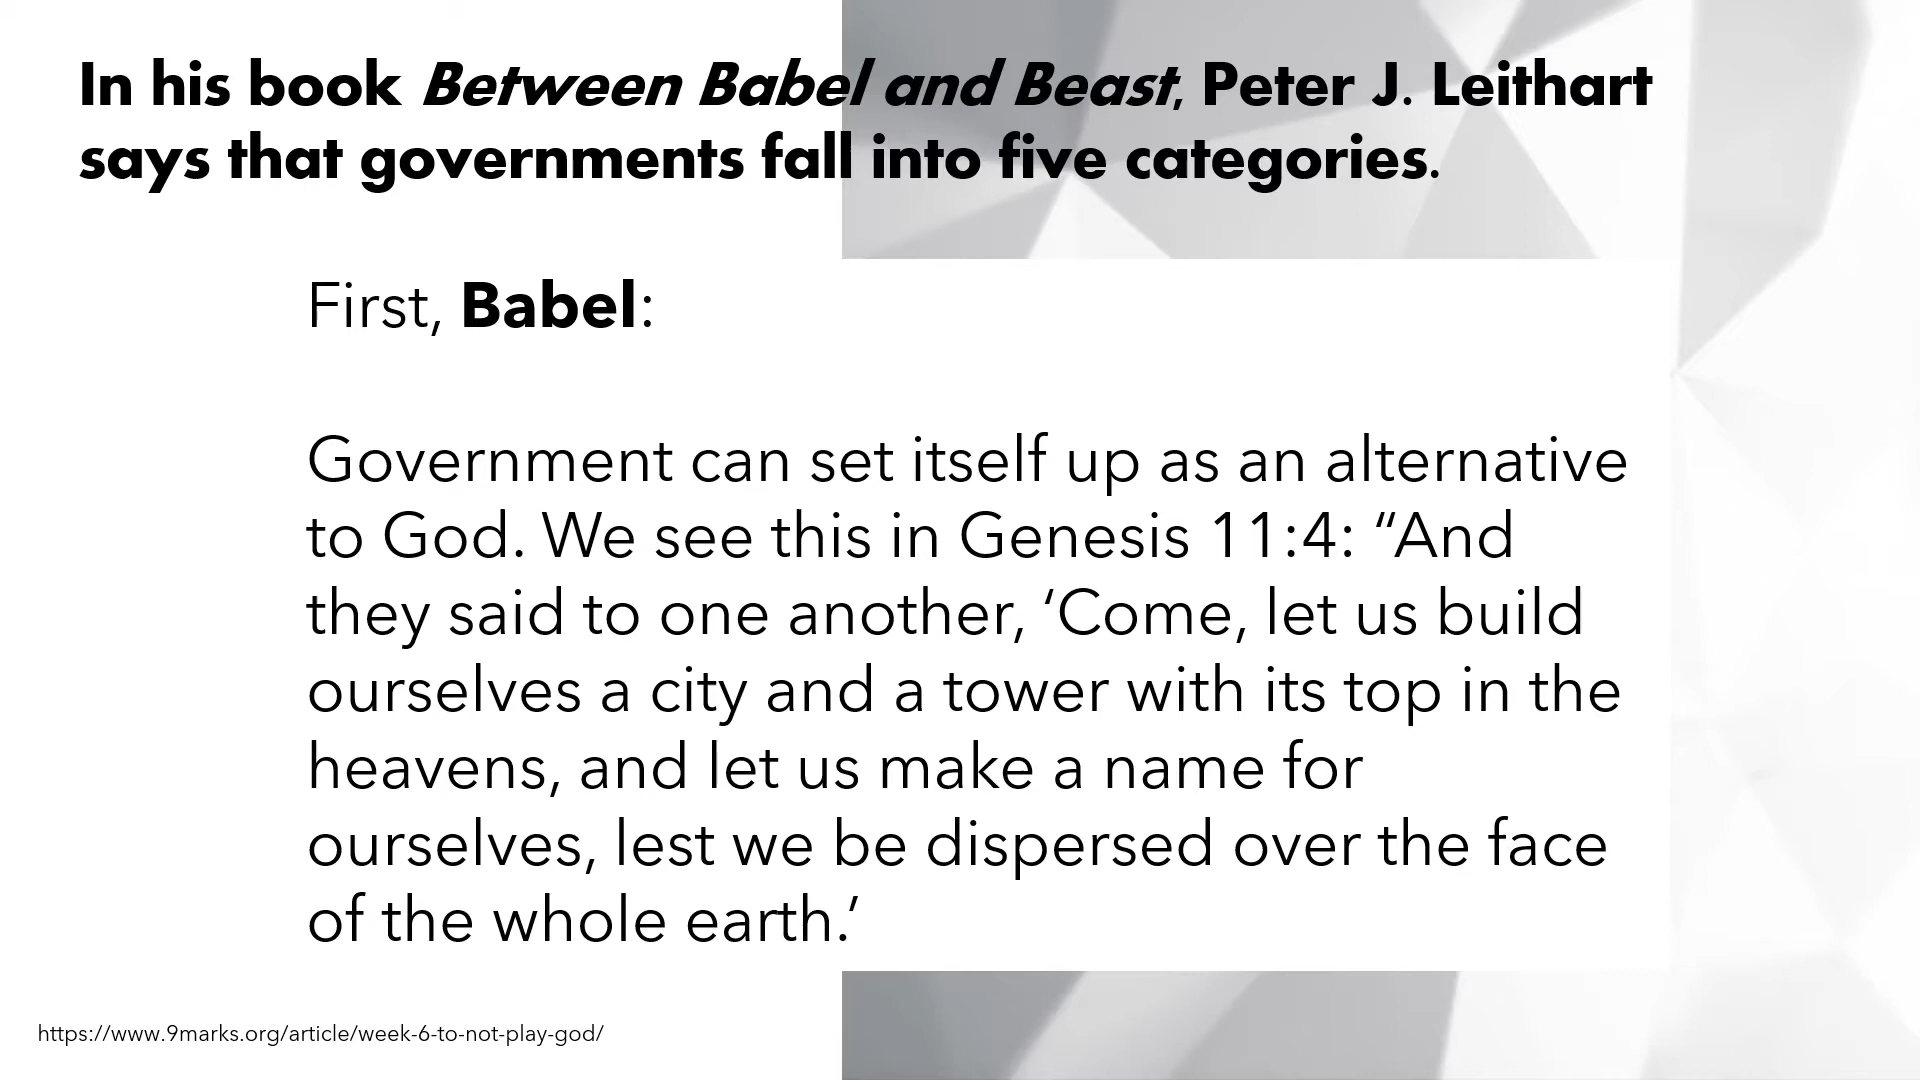 In his book Between Babel and Beast, Peter J. Leithart
says that governments fall into five categories.
First, Babel:
Government can set itself up as an alternative
to God. We see this in Genesis 11:4: “And
they said to one another, ‘Come, let us build
ourselves a city and a tower with its top in the
heavens, and let us make a name for
ourselves, lest we be dispersed over the face
of the whole earth.’
https://www.9marks.org/article/week-6-to-not-play-god/